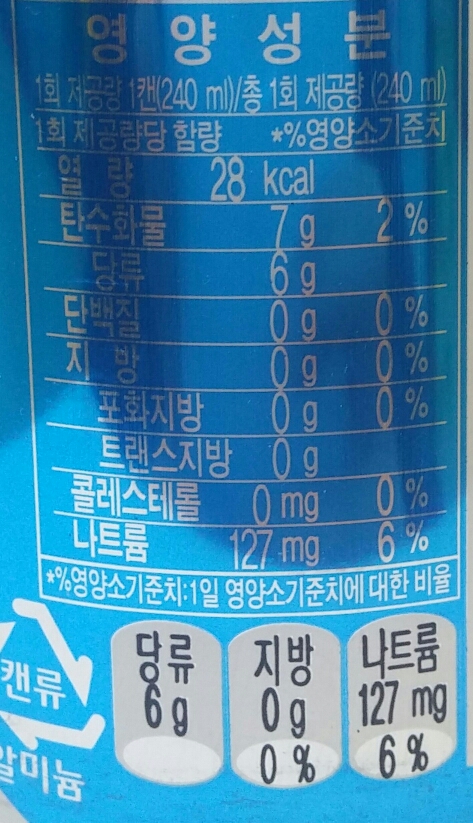 영 양 성 분
1회 제공량 1캔(240 ml)/총 1회 제공량 (240 ml)
1회 제공량당 함량 *%영양소기준치
열 량 28 kcal
탄수화물 7 g 2 %
당류 6 g
단백질 0 g 0 %
지 방 0 g 0 %
포화지방 0 g 0 %
트랜스지방 0 g
콜레스테롤 0 mg 0 %
나트륨 127 mg 6 %
*%영양소기준치:1일 영양소기준치에 대한 비율
캔류
알미늄
당류
6 g
지방
0 g
0 %
나트륨
127 mg
6 %